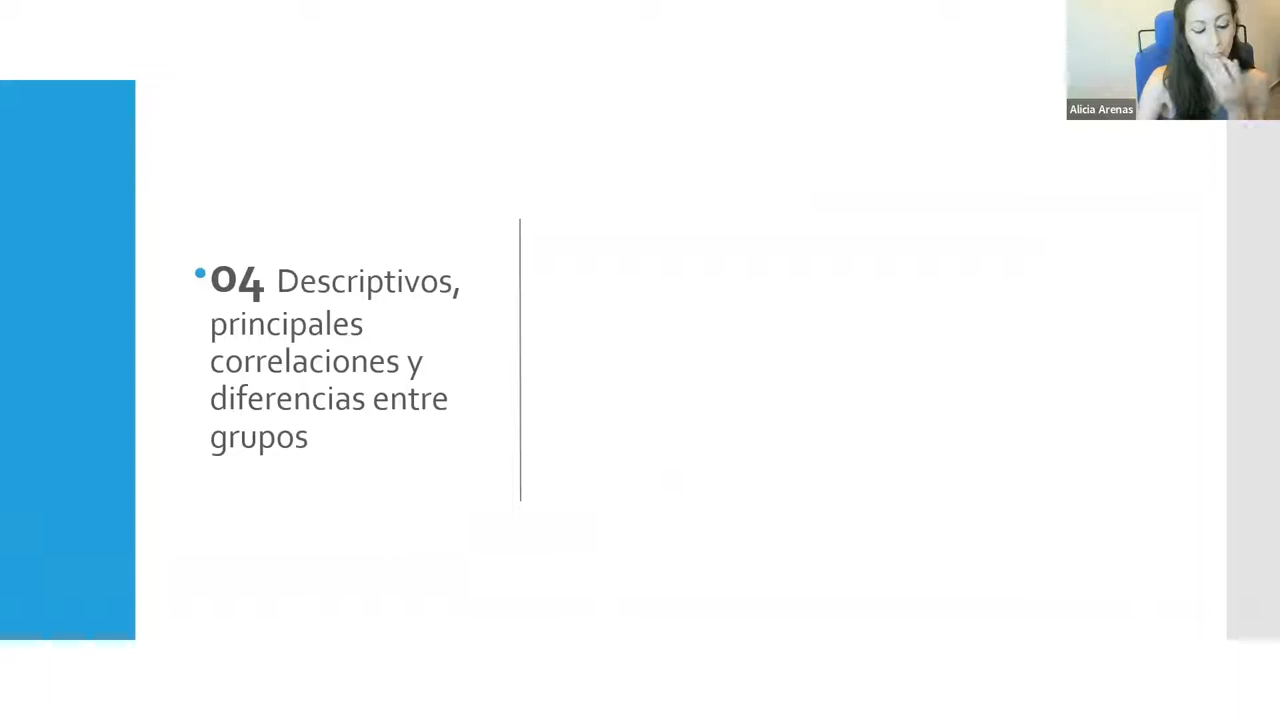 Alicia Arenas
•04 Descriptivos,
principales
correlaciones y
diferencias entre
grupos